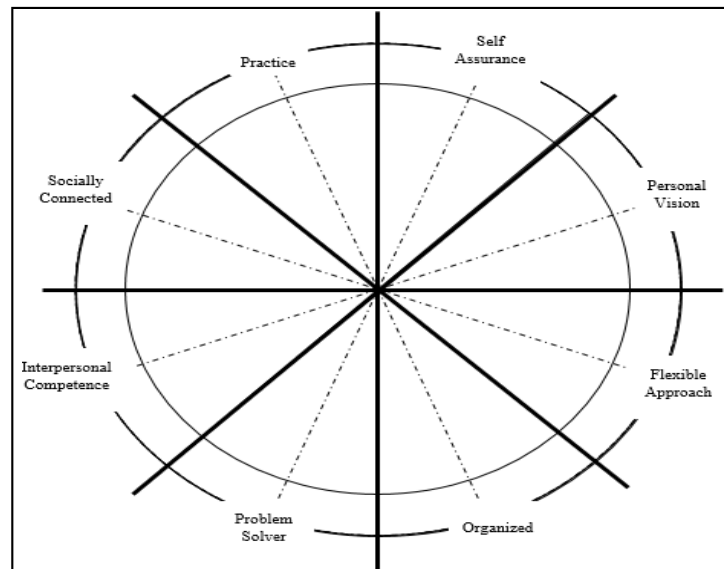 Self
Assurance
Practice
Socially
Connected
Personal
Vision
Interpersonal
Competence
Flexible
Approach
Problem
Solver
Organized